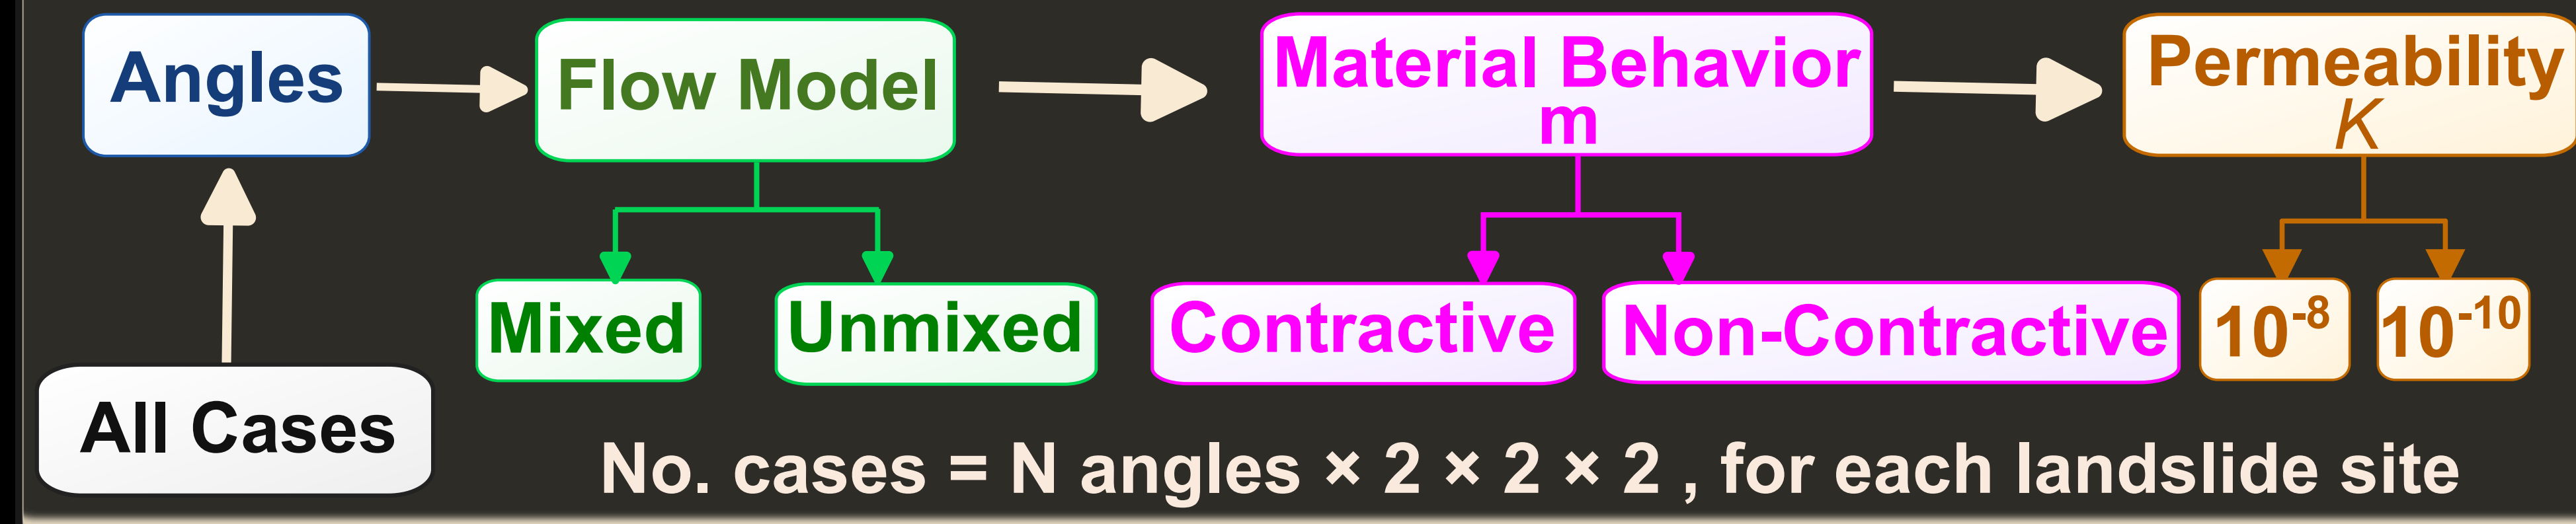 Angles
Flow Model
Material Behavior
m
Permeability
K
Mixed
Unmixed
Contractive
Non-Contractive
10⁻⁸
10⁻¹⁰
All Cases
No. cases = N angles × 2 × 2 × 2 , for each landslide site